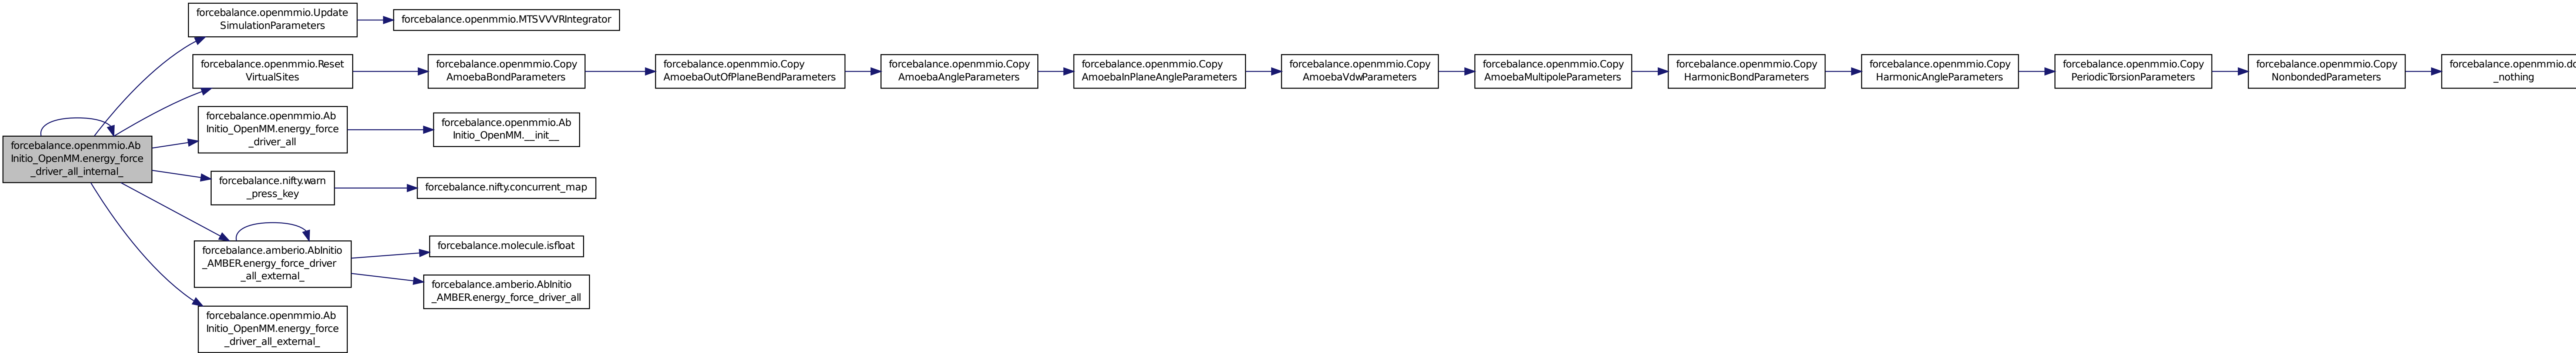 forcebalance.openmmio.Update
SimulationParameters
forcebalance.openmmio.MTSVVVRIntegrator
forcebalance.openmmio.Reset
VirtualSites
forcebalance.openmmio.Copy
AmoebaBondParameters
forcebalance.openmmio.Copy
AmoebaOutOfPlaneBendParameters
forcebalance.openmmio.Copy
AmoebaAngleParameters
forcebalance.openmmio.Copy
AmoebaInPlaneAngleParameters
forcebalance.openmmio.Copy
AmoebaVdwParameters
forcebalance.openmmio.Copy
AmoebaMultipoleParameters
forcebalance.openmmio.Copy
HarmonicBondParameters
forcebalance.openmmio.Copy
HarmonicAngleParameters
forcebalance.openmmio.Copy
PeriodicTorsionParameters
forcebalance.openmmio.Copy
NonbondedParameters
forcebalance.openmmio.do
_nothing
forcebalance.openmmio.Ab
Initio_OpenMM.energy_force
_driver_all
forcebalance.openmmio.Ab
Initio_OpenMM.__init__
forcebalance.openmmio.Ab
Initio_OpenMM.energy_force
_driver_all_internal_
forcebalance.nifty.warn
_press_key
forcebalance.nifty.concurrent_map
forcebalance.amberio.AbInitio
_AMBER.energy_force_driver
_all_external_
forcebalance.molecule.isfloat
forcebalance.amberio.AbInitio
_AMBER.energy_force_driver_all
forcebalance.openmmio.Ab
Initio_OpenMM.energy_force
_driver_all_external_